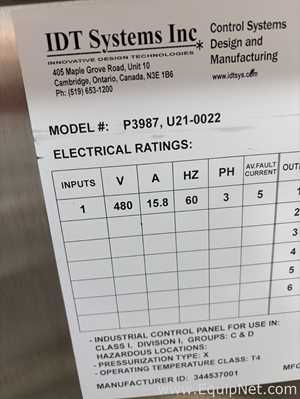 IDT Systems Inc*
INNOVATIVE DESIGN TECHNOLOGIES
405 Maple Grove Road, Unit 10
Cambridge, Ontario, Canada, N3E 1B6
Ph: (519) 653-1200
Control Systems
Design and
Manufacturing
www.idtsys.com
MODEL #: P3987, U21-0022
ELECTRICAL RATINGS:
INPUTS V A HZ PH AV.FAULT CURRENT OUT
1 480 15.8 60 3 5 1
2
3
4
5
6
- INDUSTRIAL CONTROL PANEL FOR USE IN:
CLASS I, DIVISION I, GROUPS: C & D
HAZARDOUS LOCATIONS:
- PRESSURIZATION TYPE: X
- OPERATING TEMPERATURE CLASS: T4
MANUFACTURER ID: 344537001 MFC
www.EquipNet.com